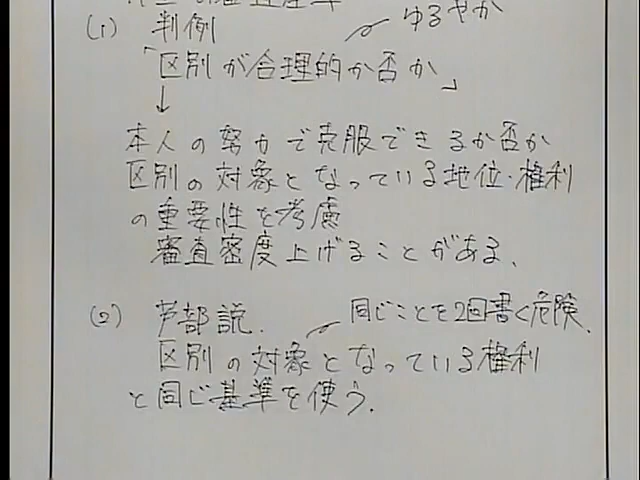 審査基準
(1) 判例 ゆるやか
「区別が合理的か否か」
↓
本人の努力で克服できるか否か
区別の対象となっている地位・権利
の重要性を考慮
審査密度上げることがある、
(2) 芦部説. 同じことを2回書く危険.
区別の対象となっている権利
と同じ基準を使う.